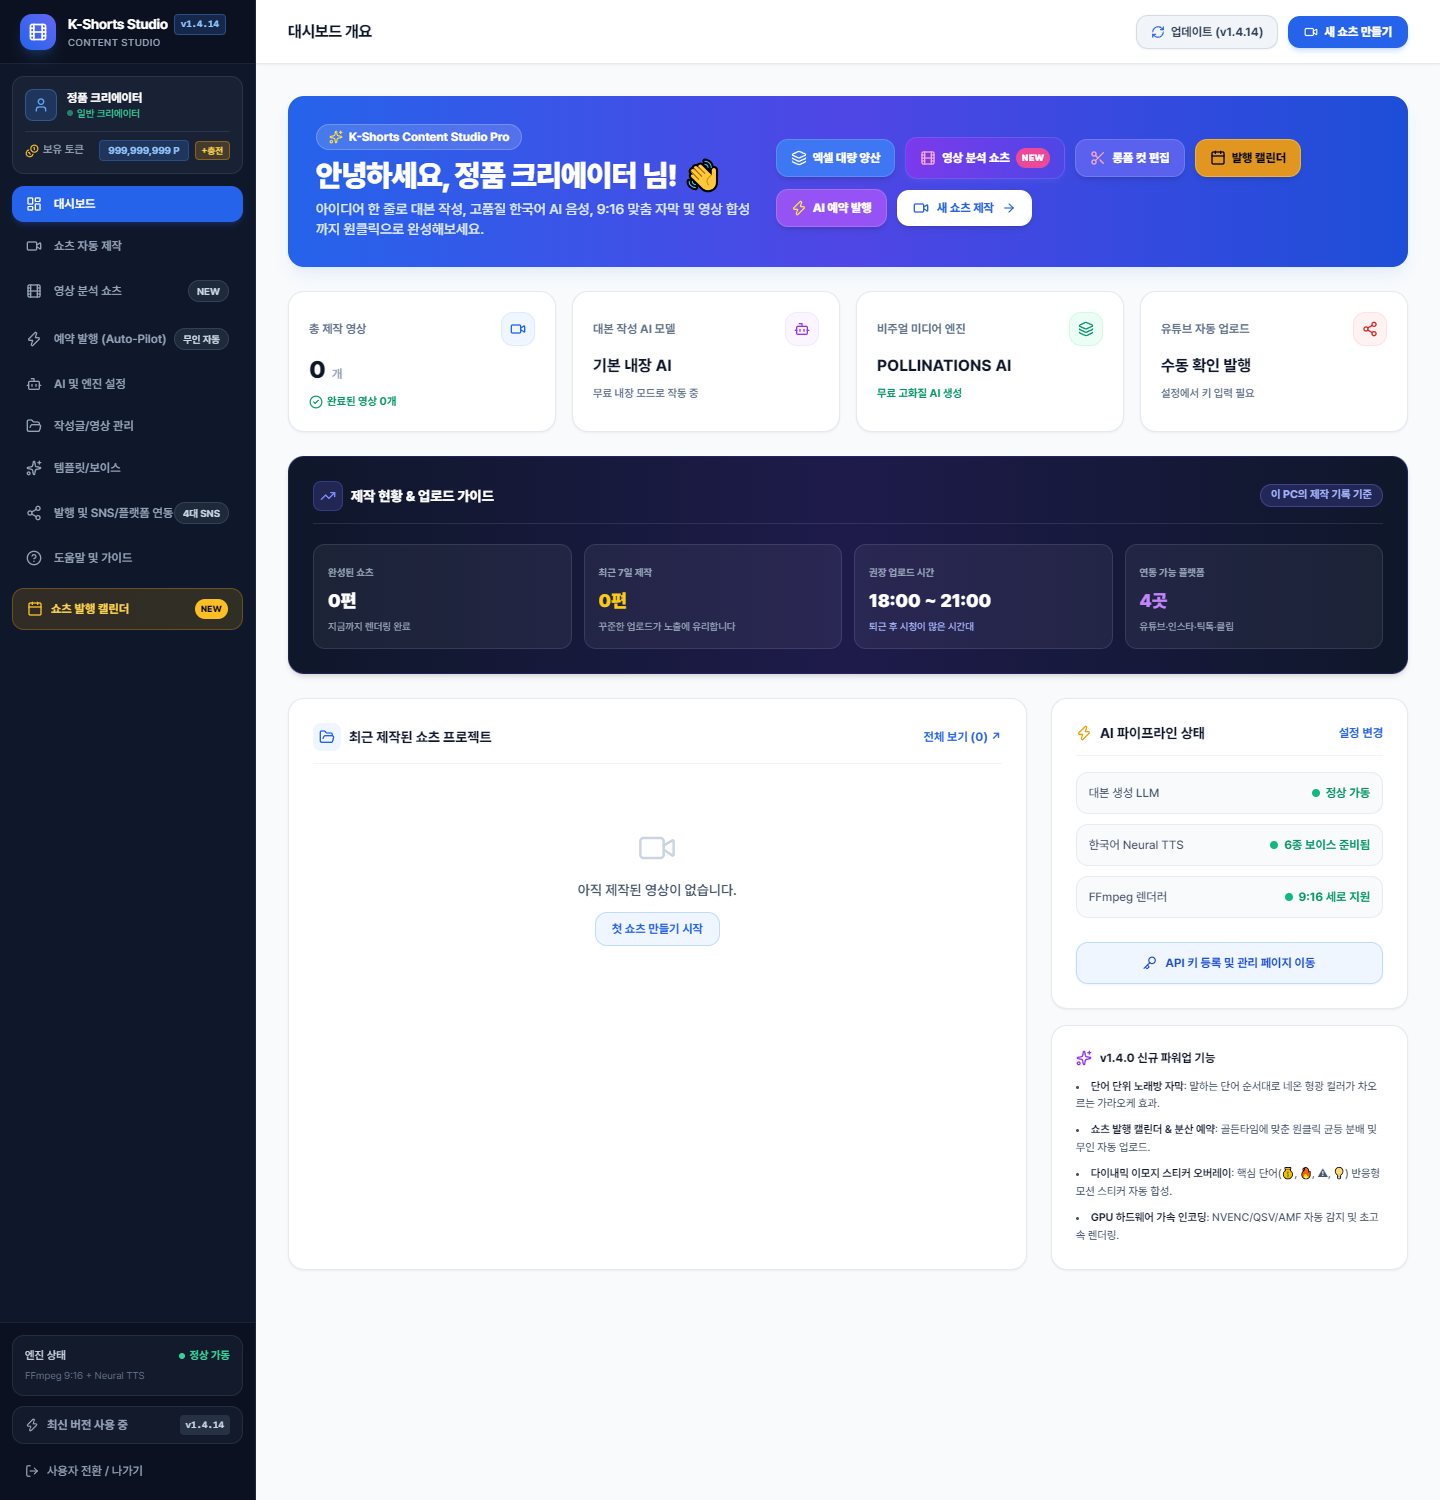 K-Shorts Studio v1.4.14
CONTENT STUDIO
정품 크리에이터
일반 크리에이터
보유 토큰 999,999,999 P +충전
대시보드
쇼츠 자동 제작
영상 분석 쇼츠 NEW
예약 발행 (Auto-Pilot) 무인 자동
AI 및 엔진 설정
작성글/영상 관리
템플릿/보이스
발행 및 SNS/플랫폼 연동 4대 SNS
도움말 및 가이드
쇼츠 발행 캘린더 NEW
엔진 상태 정상 가동
FFmpeg 9:16 + Neural TTS
최신 버전 사용 중 v1.4.14
사용자 전환 / 나가기
대시보드 개요
업데이트 (v1.4.14)
새 쇼츠 만들기
K-Shorts Content Studio Pro
안녕하세요, 정품 크리에이터 님! 👋
아이디어 한 줄로 대본 작성, 고품질 한국어 AI 음성, 9:16 맞춤 자막 및 영상 합성
까지 원클릭으로 완성해보세요.
엑셀 대량 양산
영상 분석 쇼츠 NEW
롱폼 컷 편집
발행 캘린더
AI 예약 발행
새 쇼츠 제작 →
총 제작 영상
0 개
완료된 영상 0개
대본 작성 AI 모델
기본 내장 AI
무료 내장 모드로 작동 중
비주얼 미디어 엔진
POLLINATIONS AI
무료 고화질 AI 생성
유튜브 자동 업로드
수동 확인 발행
설정에서 키 입력 필요
제작 현황 & 업로드 가이드
이 PC의 제작 기록 기준
완성된 쇼츠
0편
지금까지 렌더링 완료
최근 7일 제작
0편
꾸준한 업로드가 노출에 유리합니다
권장 업로드 시간
18:00 ~ 21:00
퇴근 후 시청이 많은 시간대
연동 가능 플랫폼
4곳
유튜브·인스타·틱톡·클립
최근 제작된 쇼츠 프로젝트
전체 보기 (0) ↗
아직 제작된 영상이 없습니다.
첫 쇼츠 만들기 시작
AI 파이프라인 상태
설정 변경
대본 생성 LLM 정상 가동
한국어 Neural TTS 6종 보이스 준비됨
FFmpeg 렌더러 9:16 세로 지원
API 키 등록 및 관리 페이지 이동
v1.4.0 신규 파워업 기능
• 단어 단위 노래방 자막: 말하는 단어 순서대로 네온 형광 컬러가 차오
르는 가라오케 효과.
• 쇼츠 발행 캘린더 & 분산 예약: 골든타임에 맞춘 원클릭 균등 분배 및
무인 자동 업로드.
• 다이내믹 이모지 스티커 오버레이: 핵심 단어(💰, 🔥, ⚠, 💡) 반응형
모션 스티커 자동 합성.
• GPU 하드웨어 가속 인코딩: NVENC/QSV/AMF 자동 감지 및 초고
속 렌더링.